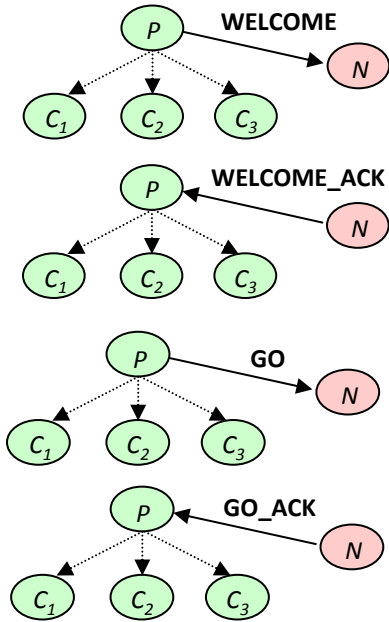 P WELCOME
N
C1 C2 C3
P WELCOME_ACK
N
C1 C2 C3
P GO
N
C1 C2 C3
P GO_ACK
N
C1 C2 C3